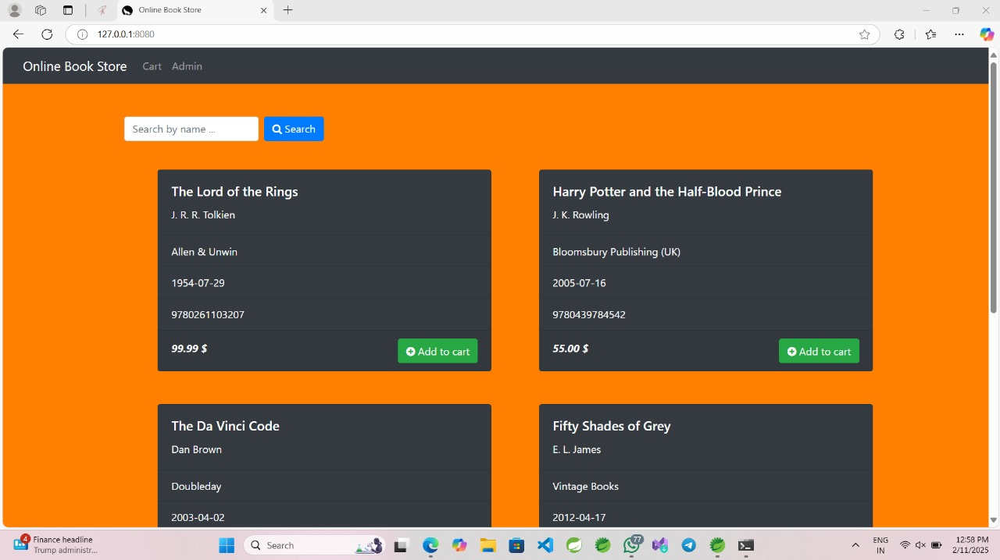 Online Book Store
127.0.0.1:8080
Online Book Store Cart Admin
Search by name ... Search
The Lord of the Rings
J. R. R. Tolkien
Allen & Unwin
1954-07-29
9780261103207
99.99 $ Add to cart
Harry Potter and the Half-Blood Prince
J. K. Rowling
Bloomsbury Publishing (UK)
2005-07-16
9780439784542
55.00 $ Add to cart
The Da Vinci Code
Dan Brown
Doubleday
2003-04-02
Fifty Shades of Grey
E. L. James
Vintage Books
2012-04-17
4
Finance headline
Trump administr...
Search
77
ENG
IN
12:58 PM
2/11/2025